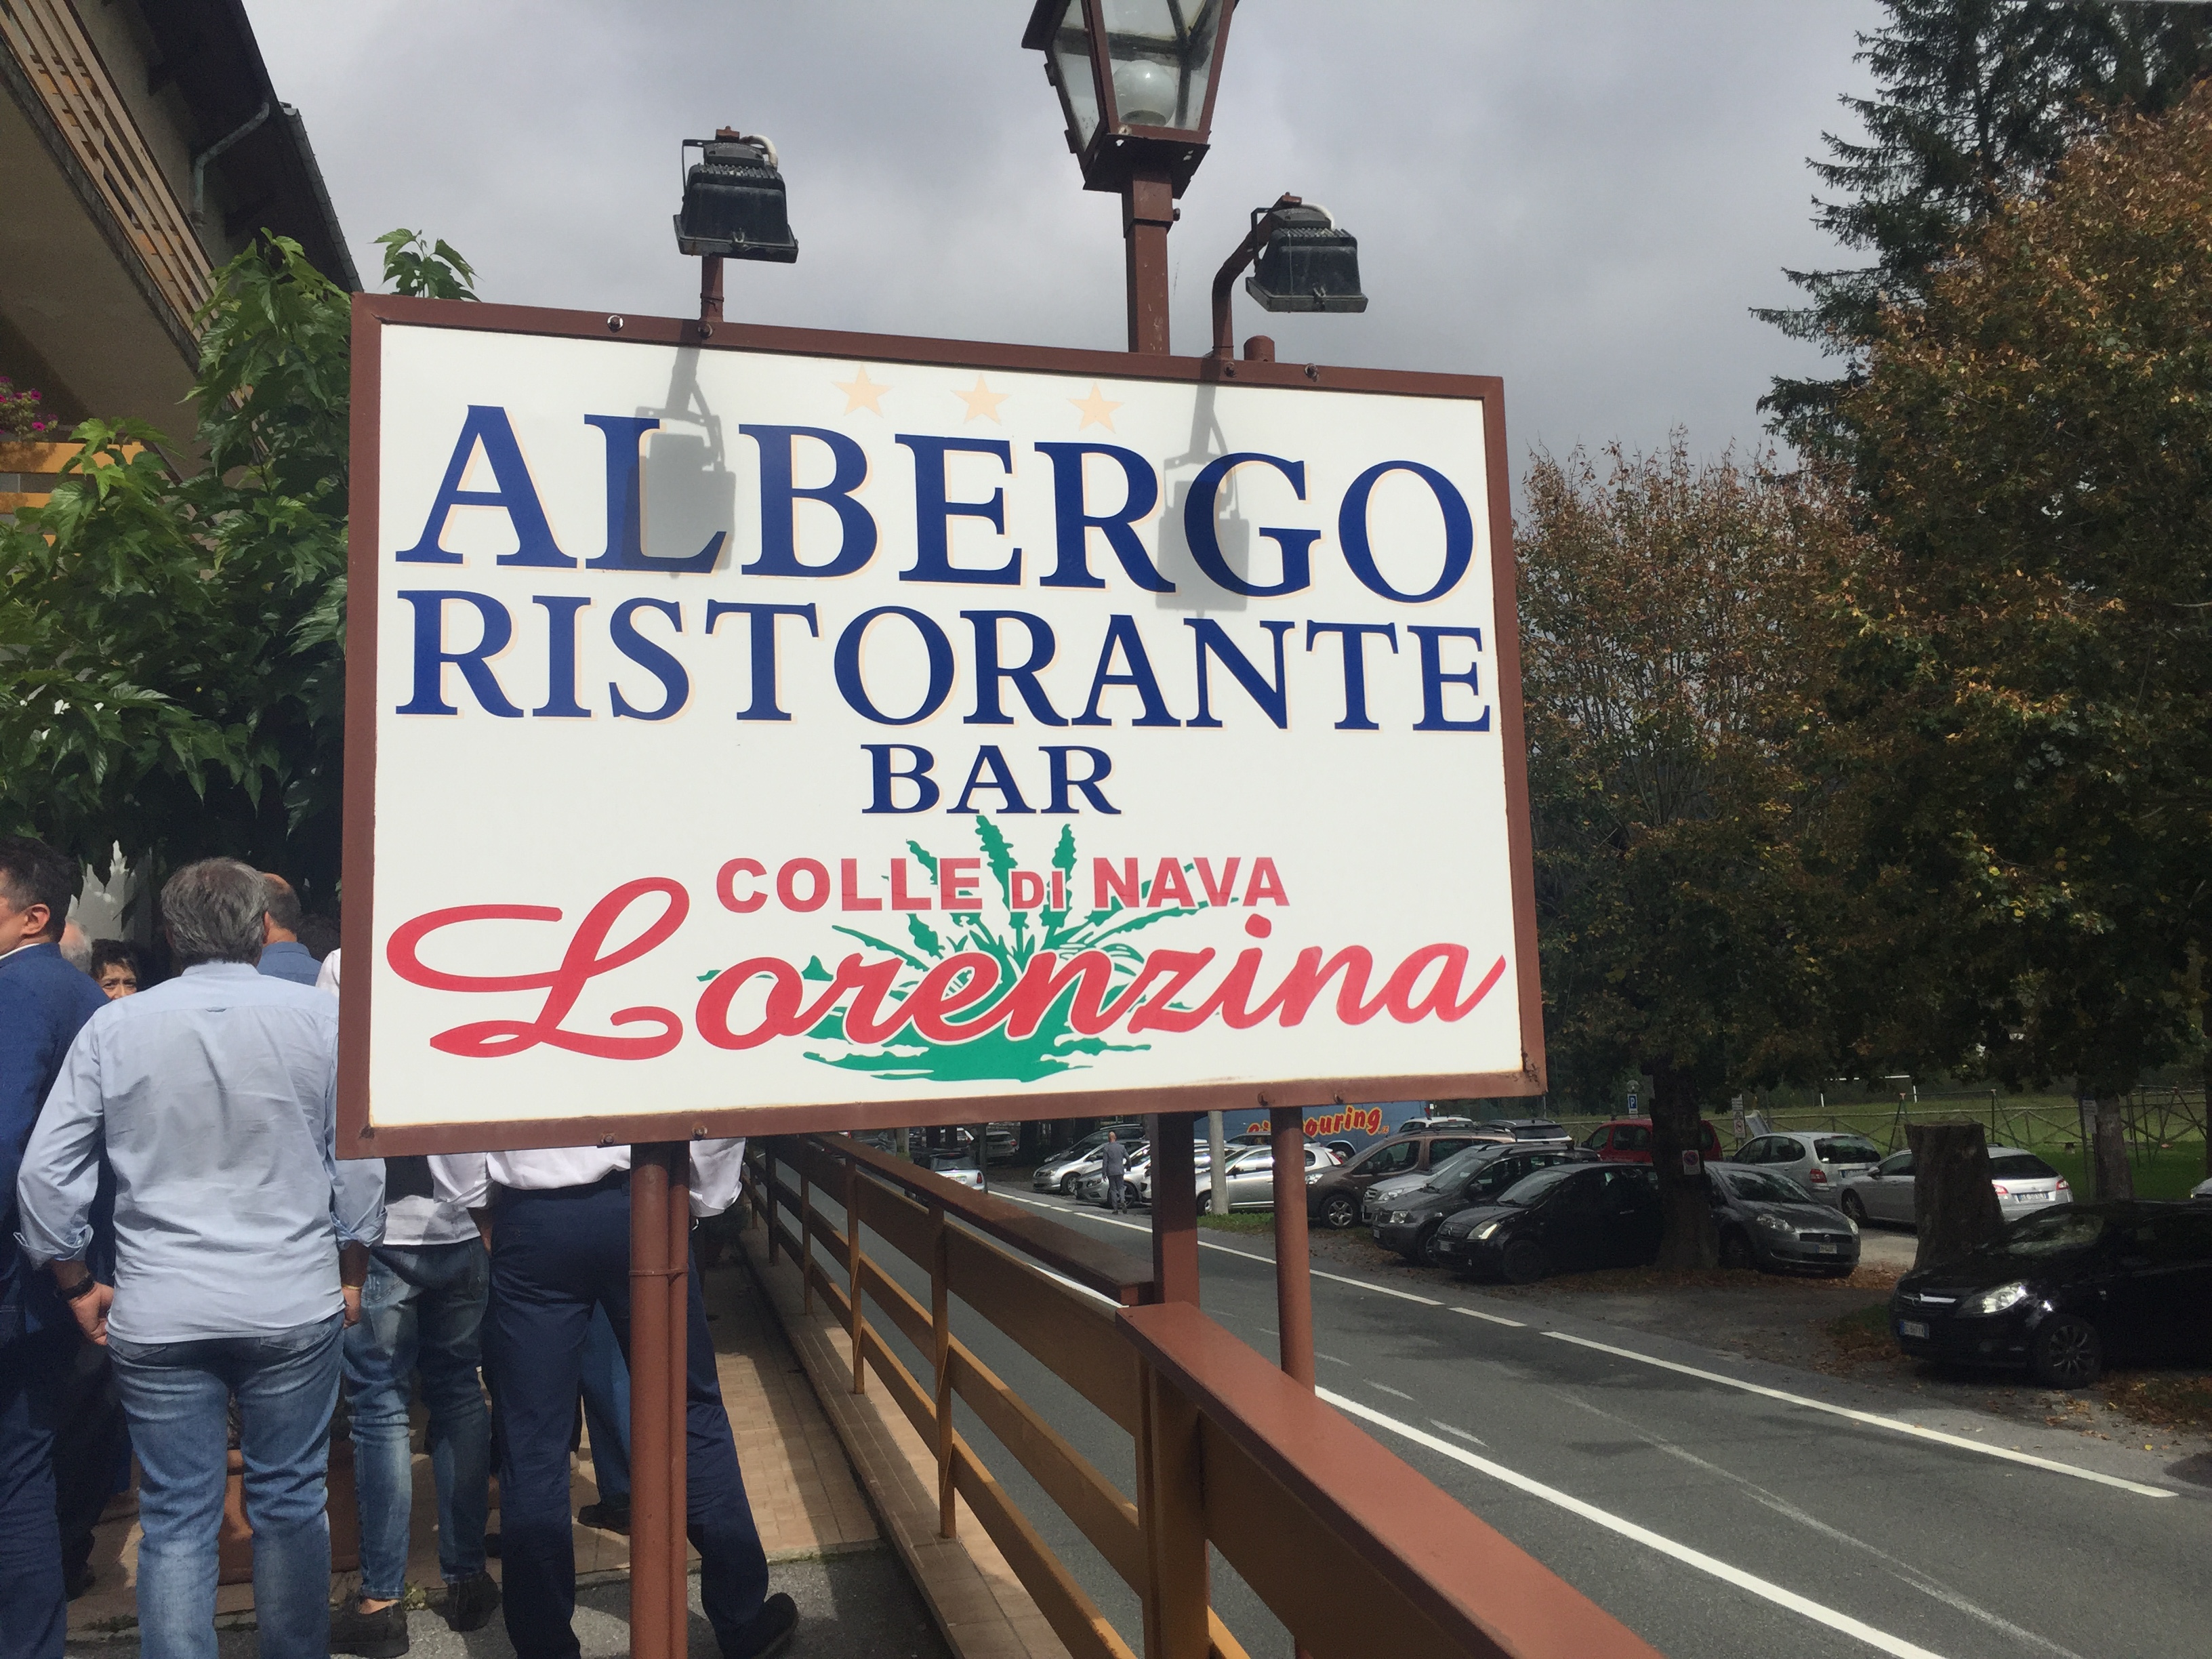 ALBERGO
RISTORANTE
BAR
COLLE DI NAVA
Lorenzina